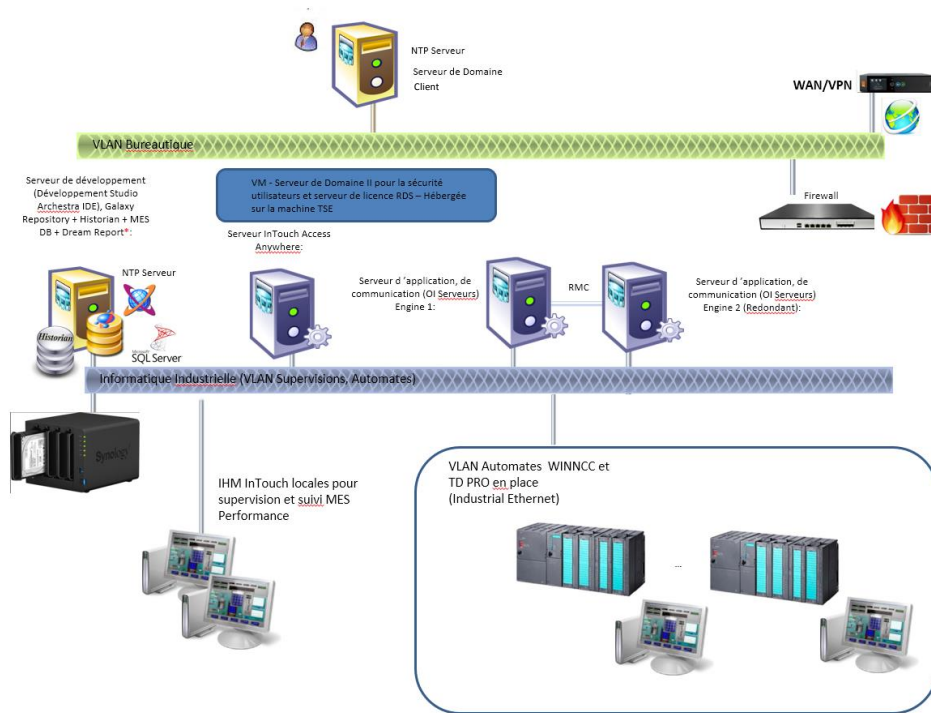 NTP Serveur
Serveur de Domaine
Client
WAN/VPN
VLAN Bureautique
Serveur de développement
(Développement Studio
Archestra IDE), Galaxy
Repository + Historian + MES
DB + Dream Report*:
VM - Serveur de Domaine II pour la sécurité
utilisateurs et serveur de licence RDS – Hébergée
sur la machine TSE
Firewall
Serveur InTouch Access
Anywhere:
NTP Serveur
Historian
Microsoft
SQL Server
Serveur d 'application, de
communication (OI Serveurs)
Engine 1:
RMC
Serveur d 'application, de
communication (OI Serveurs)
Engine 2 (Redondant):
Informatique Industrielle (VLAN Supervisions, Automates)
Synology
IHM InTouch locales pour
supervision et suivi MES
Performance
VLAN Automates WINNCC et
TD PRO en place
(Industrial Ethernet)
...